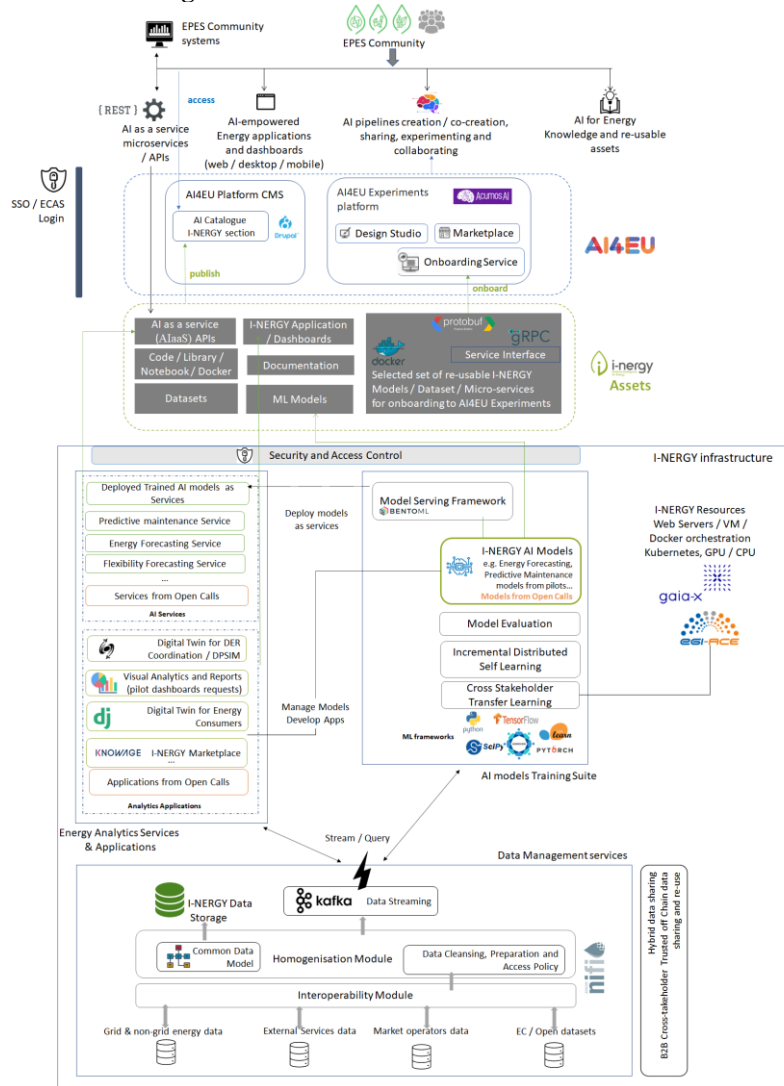 EPES Community
systems
EPES Community
{ REST }
access
AI as a service
microservices
/ APIs
AI-empowered
Energy applications
and dashboards
(web / desktop / mobile)
AI pipelines creation / co-creation,
sharing, experimenting and
collaborating
AI for Energy
Knowledge and re-usable
assets
SSO / ECAS
Login
AI4EU Platform CMS
AI Catalogue
I-NERGY section
Drupal
AI4EU Experiments
platform
Acumos AI
Design Studio
Marketplace
Onboarding Service
AI4EU
publish
onboard
AI as a service
(AIaaS) APIs
I-NERGY Application
/ Dashboards
Code / Library /
Notebook / Docker
Documentation
Datasets
ML Models
protobuf
gRPC
docker
Service Interface
Selected set of re-usable I-NERGY
Models / Dataset / Micro-services
for onboarding to AI4EU Experiments
i-nergy
Assets
Security and Access Control
I-NERGY infrastructure
Deployed Trained AI models as
Services
Predictive maintenance Service
Energy Forecasting Service
Flexibility Forecasting Service
...
Services from Open Calls
AI Services
Deploy models
as services
Model Serving Framework
BENTOML
I-NERGY AI Models
e.g. Energy Forecasting,
Predictive Maintenance
models from pilots...
Models from Open Calls
Model Evaluation
Incremental Distributed
Self Learning
Cross Stakeholder
Transfer Learning
ML frameworks
python
TensorFlow
SciPy
learn
PYTORCH
AI models Training Suite
I-NERGY Resources
Web Servers / VM /
Docker orchestration
Kubernetes, GPU / CPU
gaia-x
EGI-ACE
Digital Twin for DER
Coordination / DPSIM
Visual Analytics and Reports
(pilot dashboards requests)
dj
Digital Twin for Energy
Consumers
KNOWAGE
I-NERGY Marketplace
...
Applications from Open Calls
Analytics Applications
Manage Models
Develop Apps
Energy Analytics Services
& Applications
Stream / Query
Data Management services
I-NERGY Data
Storage
kafka
Data Streaming
Common Data
Model
Homogenisation Module
Data Cleansing, Preparation and
Access Policy
nifi
Interoperability Module
Grid & non-grid energy data
External Services data
Market operators data
EC / Open datasets
Hybrid data sharing
B2B Cross-stakeholder Trusted off Chain data
sharing and re-use